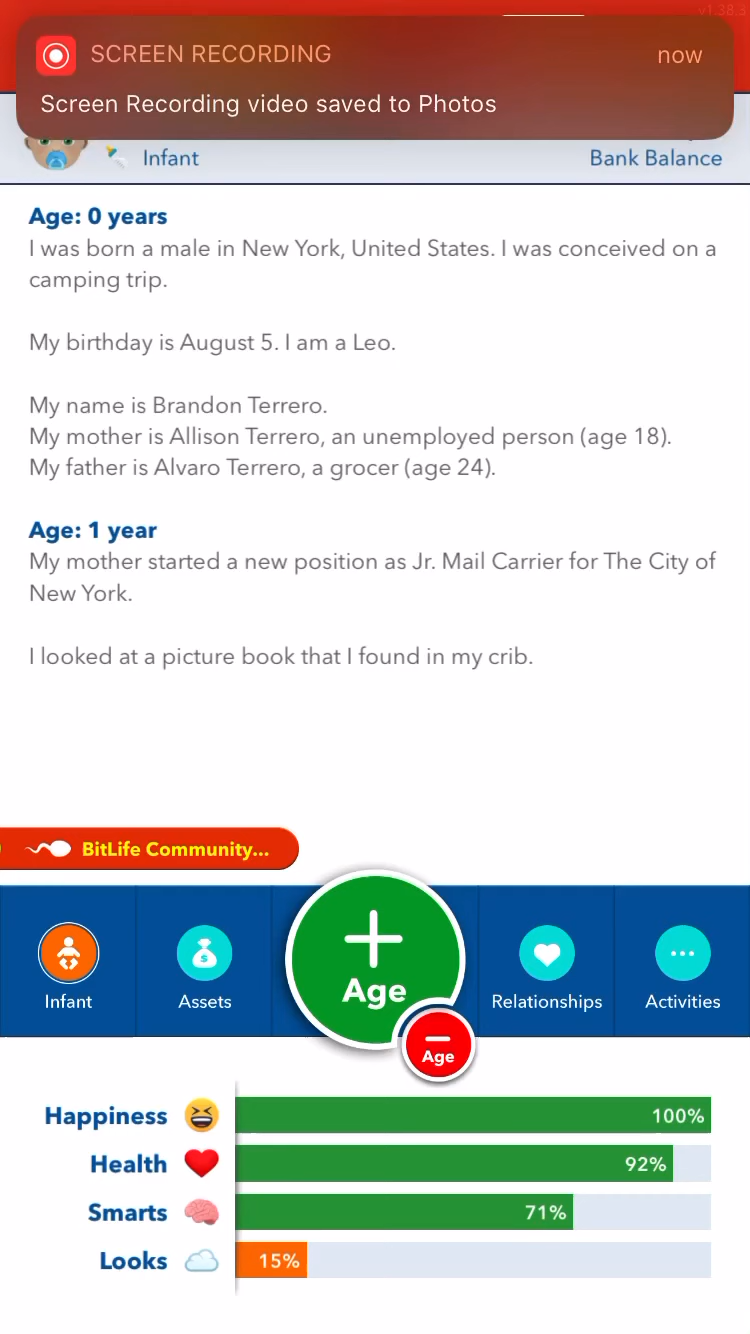 v1.38.3
SCREEN RECORDING
now
Screen Recording video saved to Photos
Infant
Bank Balance
Age: 0 years
I was born a male in New York, United States. I was conceived on a
camping trip.
My birthday is August 5. I am a Leo.
My name is Brandon Terrero.
My mother is Allison Terrero, an unemployed person (age 18).
My father is Alvaro Terrero, a grocer (age 24).
Age: 1 year
My mother started a new position as Jr. Mail Carrier for The City of
New York.
I looked at a picture book that I found in my crib.
BitLife Community...
Infant
Assets
Age
Relationships
Activities
Age
Happiness 100%
Health 92%
Smarts 71%
Looks 15%